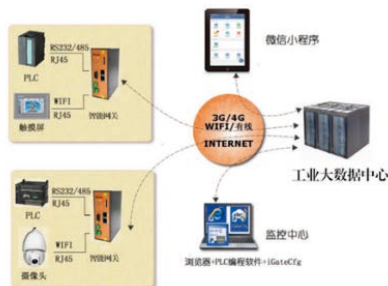 RS232/485
RJ45
PLC
WIFI
RJ45
触摸屏
智能网关
微信小程序
3G/4G
WIFI/有线
INTERNET
工业大数据中心
RS232/485
RJ45
PLC
WIFI
RJ45
摄像头
智能网关
监控中心
浏览器+PLC编程软件+iGateCfg